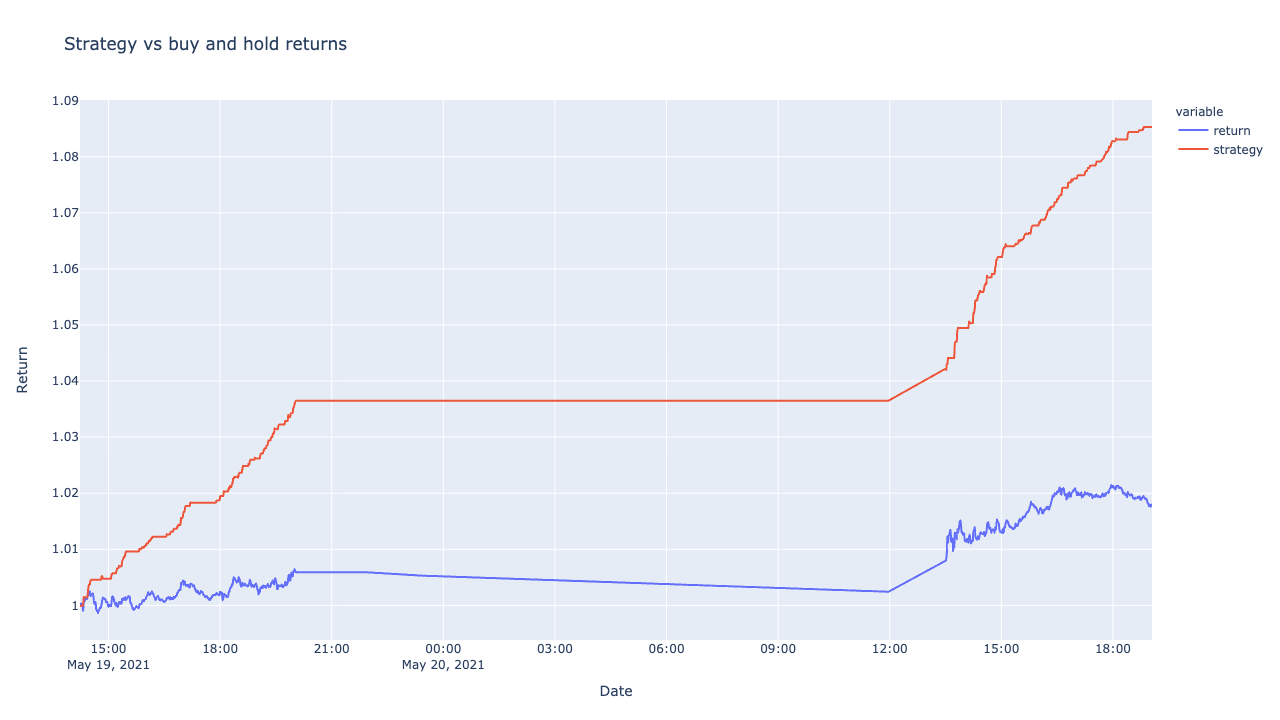 Strategy vs buy and hold returns
variable
return
strategy
1.09
1.08
1.07
1.06
1.05
1.04
1.03
1.02
1.01
1
Return
15:00 18:00 21:00 00:00 03:00 06:00 09:00 12:00 15:00 18:00
May 19, 2021 May 20, 2021
Date